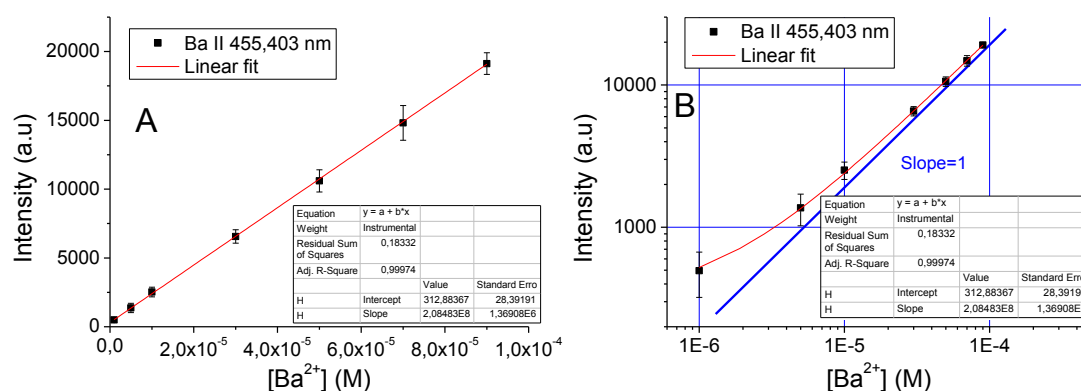 Ba II 455,403 nm
Linear fit
A
Intensity (a.u)
20000
15000
10000
5000
0
0,0
2,0x10⁻⁵
4,0x10⁻⁵
6,0x10⁻⁵
8,0x10⁻⁵
1,0x10⁻⁴
[Ba²⁺] (M)
Equation y = a + b*x
Weight Instrumental
Residual Sum of Squares 0,18332
Adj. R-Square 0,99974
Value Standard Erro
H Intercept 312,88367 28,39191
H Slope 2,08483E8 1,36908E6
Ba II 455,403 nm
Linear fit
B
Intensity (a.u)
10000
1000
Slope=1
1E-6
1E-5
1E-4
[Ba²⁺] (M)
Equation y = a + b*x
Weight Instrumental
Residual Sum of Squares 0,18332
Adj. R-Square 0,99974
Value Standard Erro
H Intercept 312,88367 28,39191
H Slope 2,08483E8 1,36908E6